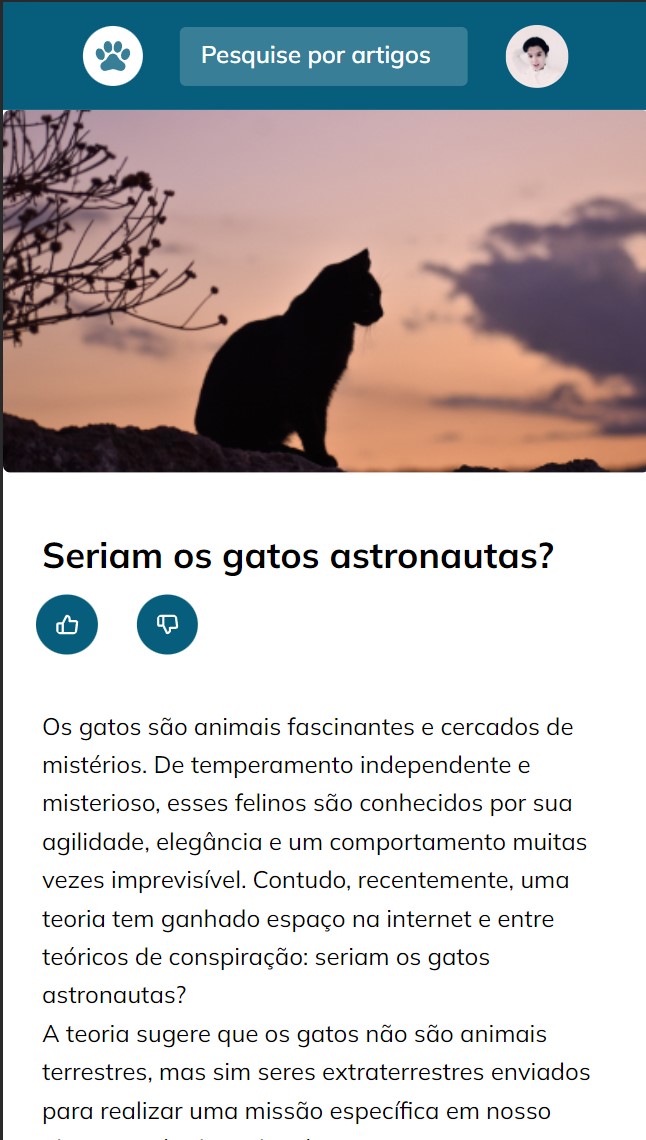 Pesquise por artigos
Seriam os gatos astronautas?
Os gatos são animais fascinantes e cercados de
mistérios. De temperamento independente e
misterioso, esses felinos são conhecidos por sua
agilidade, elegância e um comportamento muitas
vezes imprevisível. Contudo, recentemente, uma
teoria tem ganhado espaço na internet e entre
teóricos de conspiração: seriam os gatos
astronautas?
A teoria sugere que os gatos não são animais
terrestres, mas sim seres extraterrestres enviados
para realizar uma missão específica em nosso